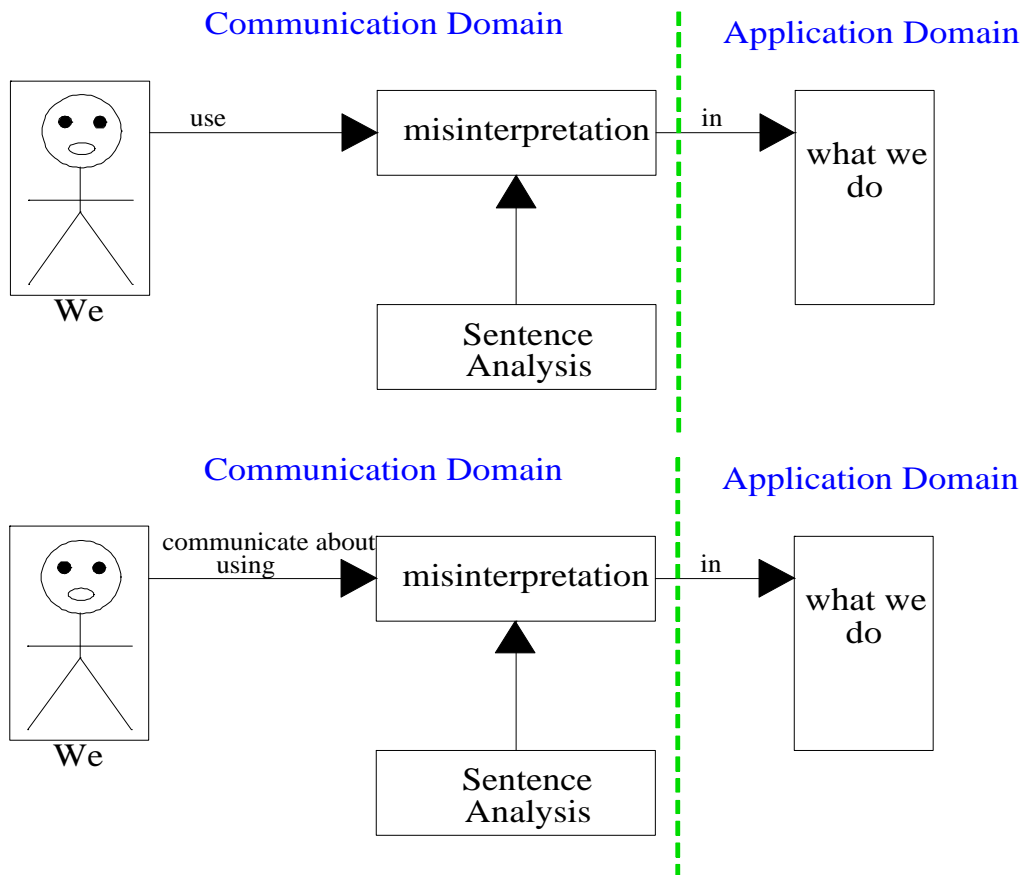 Communication Domain
Application Domain
use
misinterpretation
in
what we
do
We
Sentence
Analysis
Communication Domain
Application Domain
communicate about
using
misinterpretation
in
what we
do
We
Sentence
Analysis